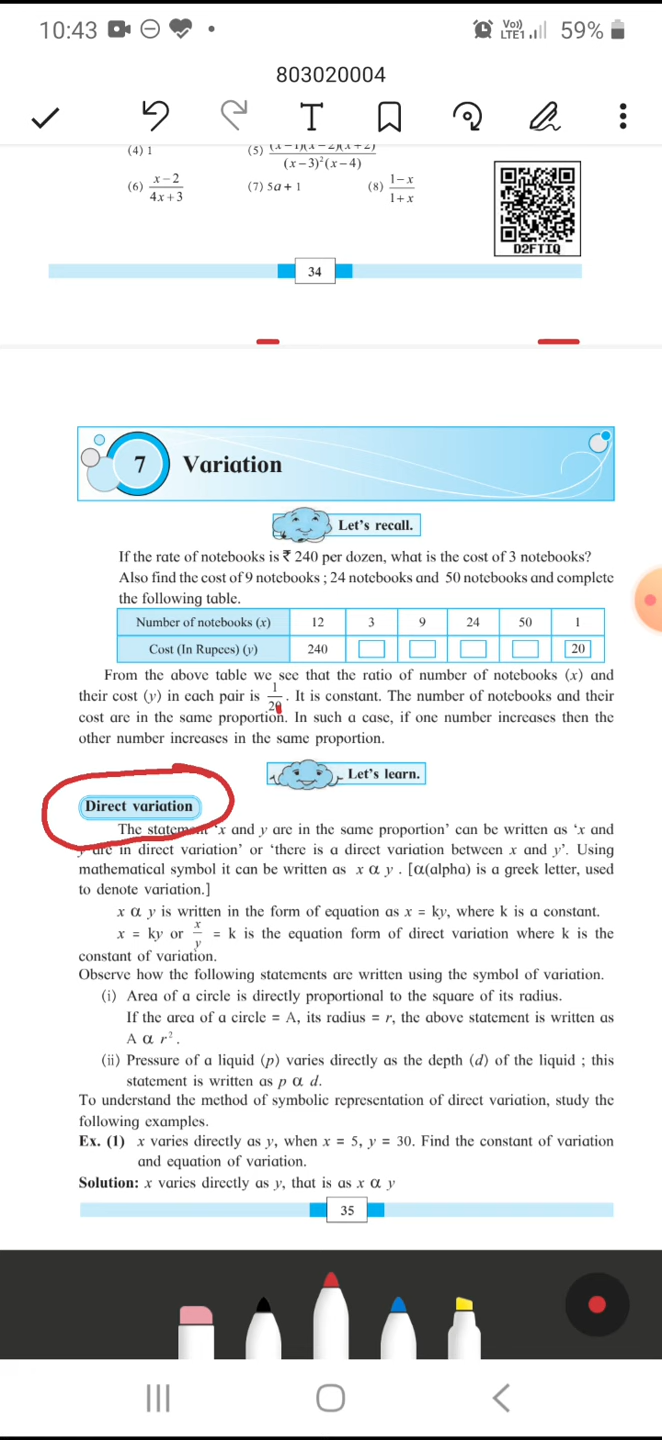 10:43 Vo)) LTE1 59%
803020004
T
(4) 1 (5) (x−1)(x−2)(x+2)/(x−3)²(x−4)
(6) x−2/4x+3 (7) 5a + 1 (8) 1−x/1+x
D2FTIQ
34
7 Variation
Let's recall.
If the rate of notebooks is ₹ 240 per dozen, what is the cost of 3 notebooks?
Also find the cost of 9 notebooks ; 24 notebooks and 50 notebooks and complete
the following table.
Number of notebooks (x) 12 3 9 24 50 1
Cost (In Rupees) (y) 240 20
From the above table we see that the ratio of number of notebooks (x) and
their cost (y) in each pair is 1/20. It is constant. The number of notebooks and their
cost are in the same proportion. In such a case, if one number increases then the
other number increases in the same proportion.
Let's learn.
Direct variation
The statement 'x and y are in the same proportion' can be written as 'x and
y are in direct variation' or 'there is a direct variation between x and y'. Using
mathematical symbol it can be written as x α y . [α(alpha) is a greek letter, used
to denote variation.]
x α y is written in the form of equation as x = ky, where k is a constant.
x = ky or x/y = k is the equation form of direct variation where k is the
constant of variation.
Observe how the following statements are written using the symbol of variation.
(i) Area of a circle is directly proportional to the square of its radius.
If the area of a circle = A, its radius = r, the above statement is written as
A α r² .
(ii) Pressure of a liquid (p) varies directly as the depth (d) of the liquid ; this
statement is written as p α d.
To understand the method of symbolic representation of direct variation, study the
following examples.
Ex. (1) x varies directly as y, when x = 5, y = 30. Find the constant of variation
and equation of variation.
Solution: x varies directly as y, that is as x α y
35